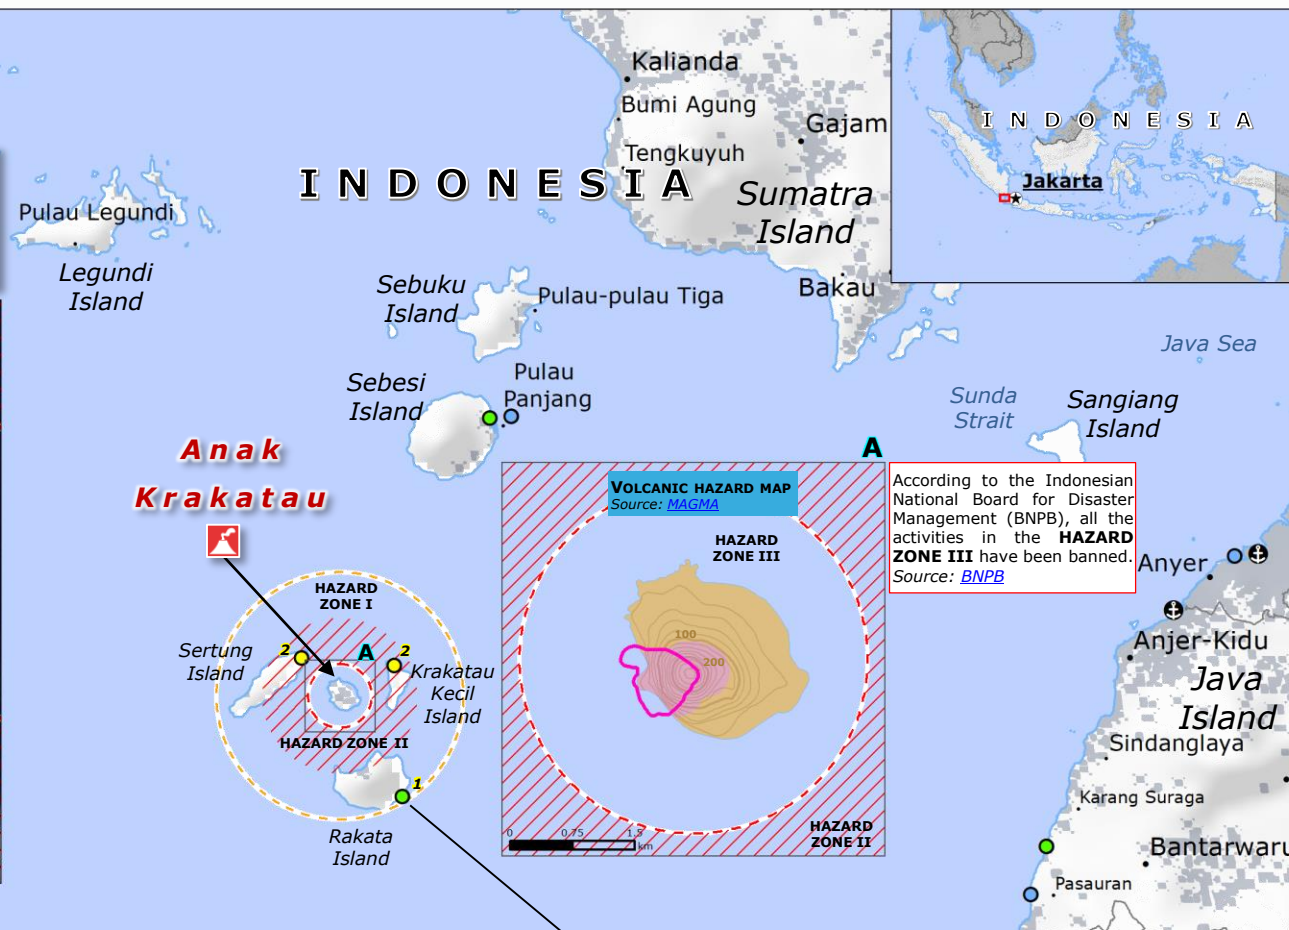 Kalianda
Bumi Agung
Gajam
Tengkuyuh
I N D O N E S I A
I N D O N E S I A
Jakarta
Sumatra
Island
Pulau Legundi
Legundi
Island
Sebuku
Island
Pulau-pulau Tiga
Bakau
Java Sea
Sebesi
Island
Pulau
Panjang
Sunda
Strait
Sangiang
Island
Anak
Krakatau
A
VOLCANIC HAZARD MAP
Source: MAGMA
HAZARD
ZONE III
100
200
0 0.75 1.5
km
HAZARD
ZONE II
According to the Indonesian
National Board for Disaster
Management (BNPB), all the
activities in the HAZARD
ZONE III have been banned.
Source: BNPB
Anyer
Anjer-Kidu
Java
Island
Sindanglaya
Karang Suraga
Bantarwaru
Pasauran
HAZARD
ZONE I
Sertung
Island
2
A
2
Krakatau
Kecil
Island
HAZARD ZONE II
1
Rakata
Island